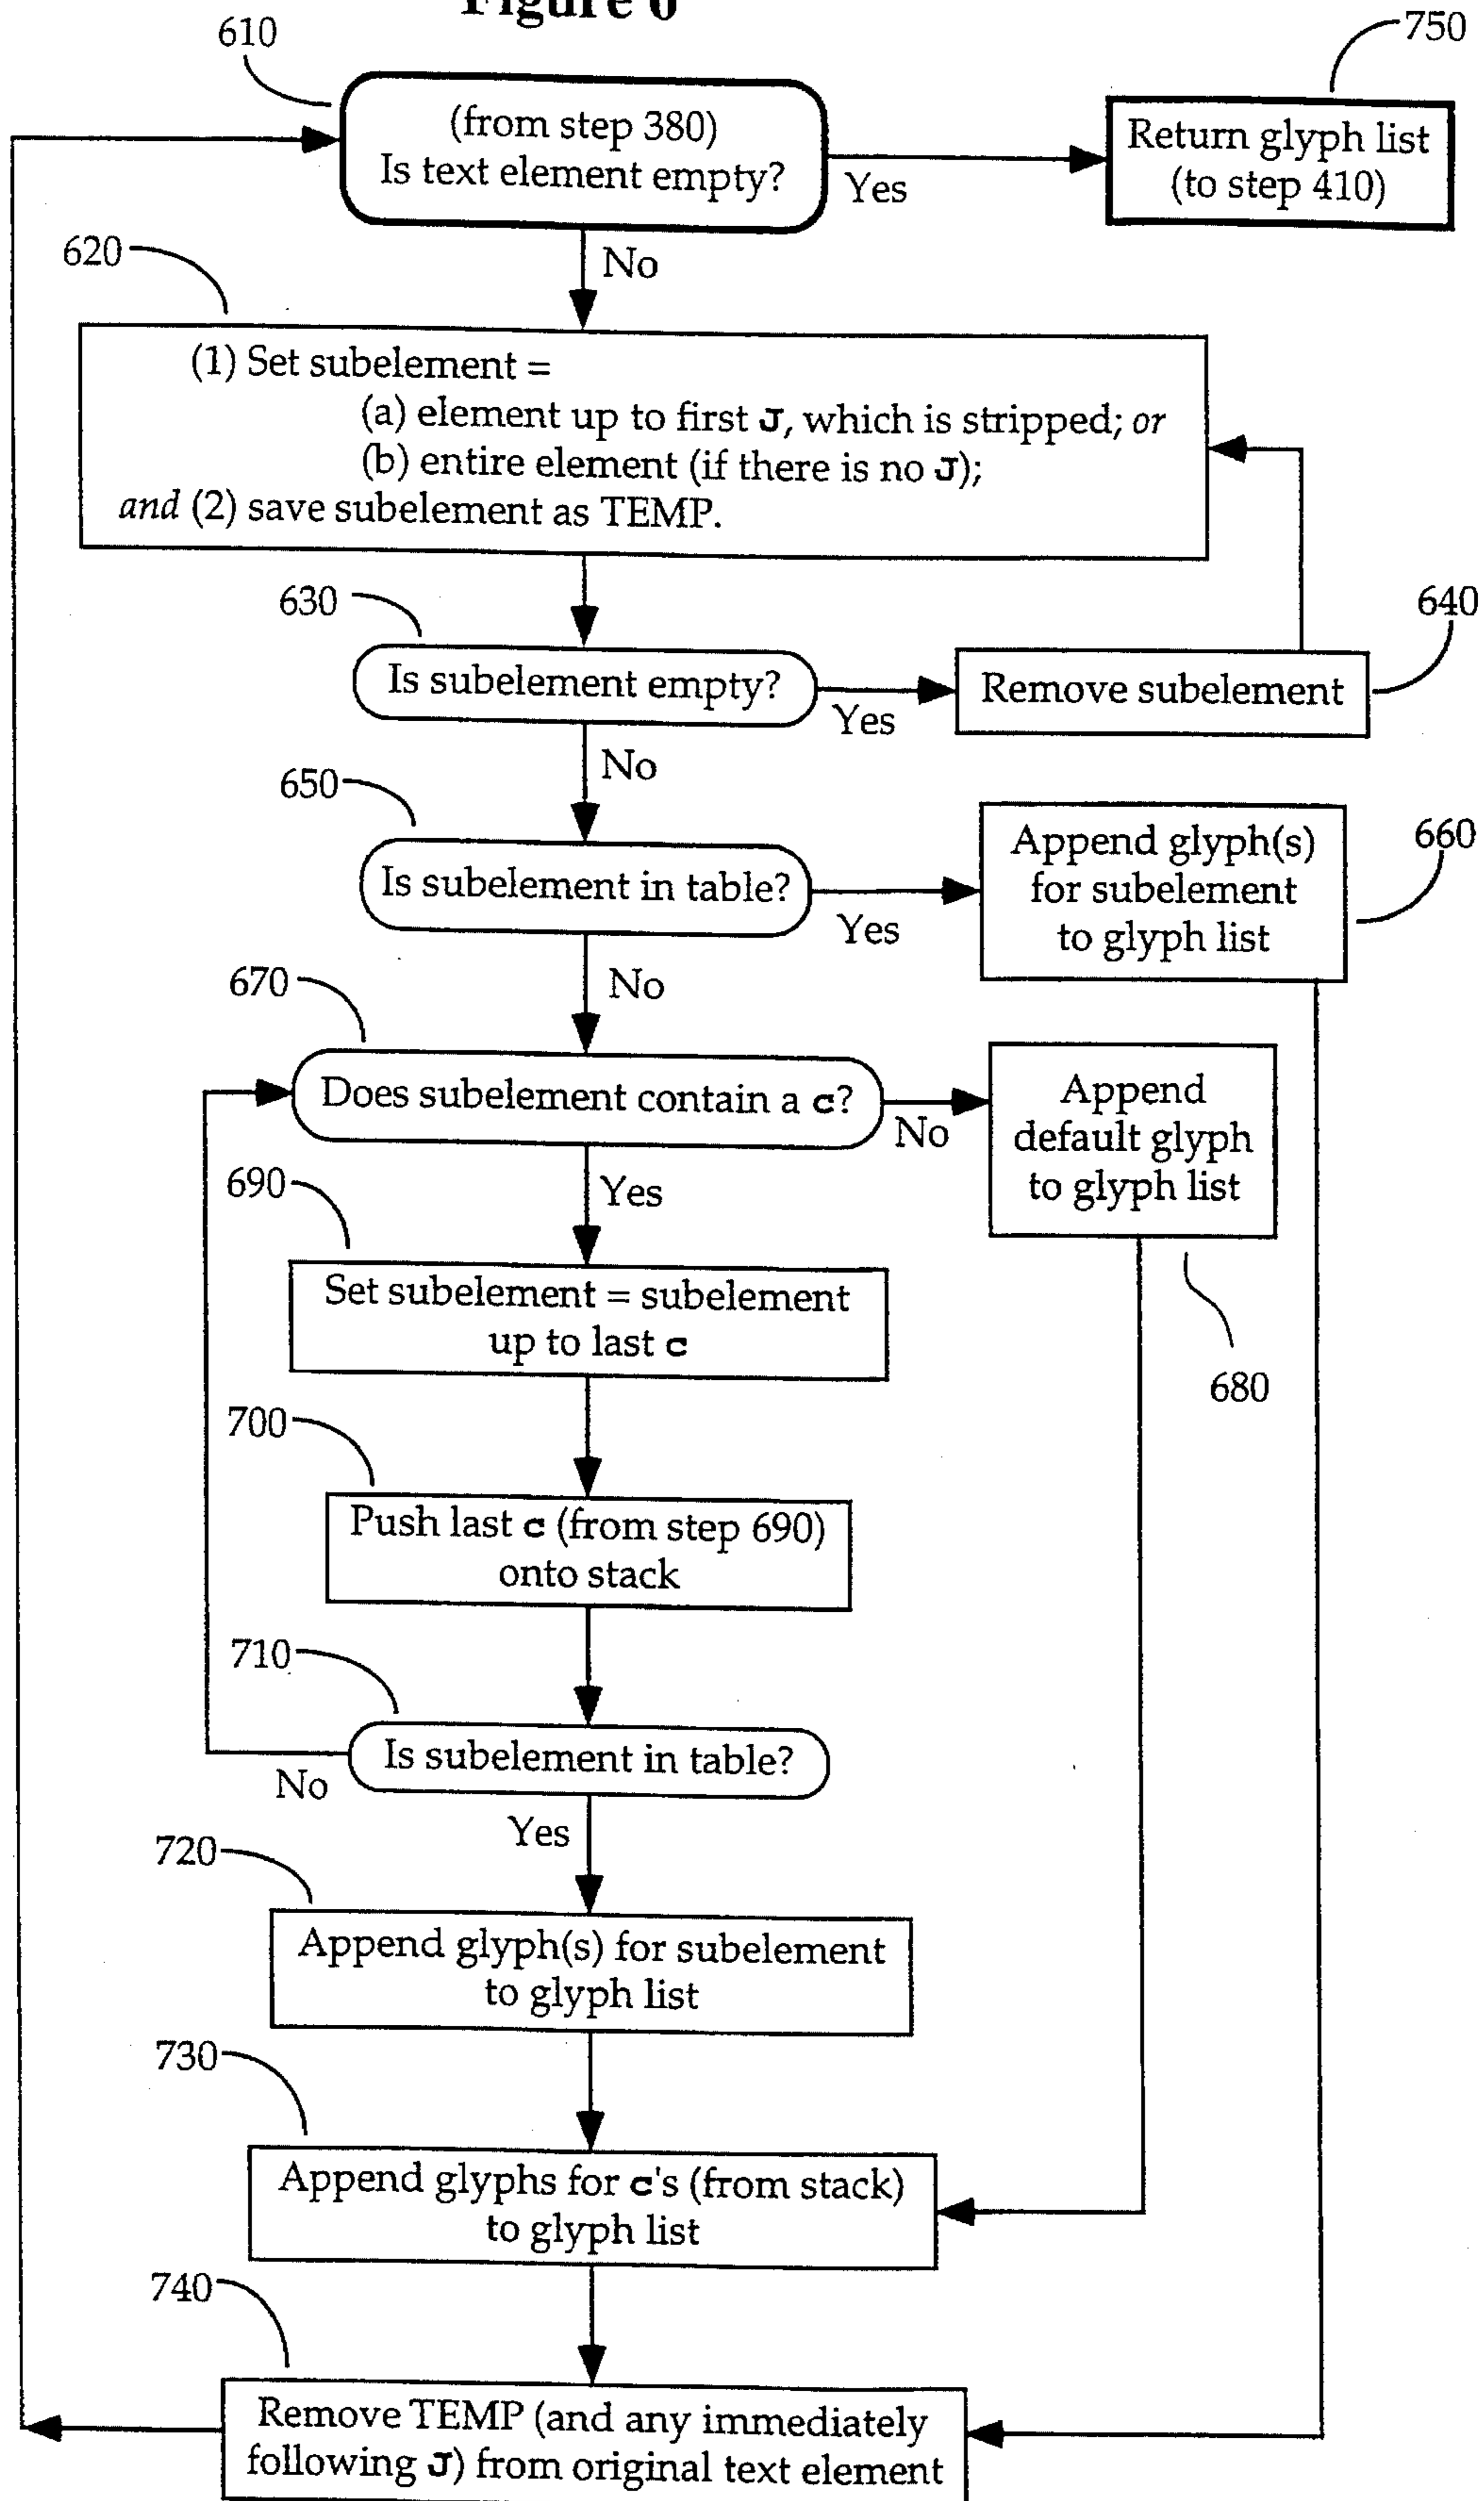 Figure 6
610
750
(from step 380)
Is text element empty?
Yes
Return glyph list
(to step 410)
No
620
(1) Set subelement =
(a) element up to first J, which is stripped; or
(b) entire element (if there is no J);
and (2) save subelement as TEMP.
630
640
Is subelement empty?
Yes
Remove subelement
No
650
660
Is subelement in table?
Yes
Append glyph(s)
for subelement
to glyph list
No
670
Does subelement contain a c?
No
Append
default glyph
to glyph list
680
Yes
690
Set subelement = subelement
up to last c
700
Push last c (from step 690)
onto stack
710
Is subelement in table?
No
Yes
720
Append glyph(s) for subelement
to glyph list
730
Append glyphs for c's (from stack)
to glyph list
740
Remove TEMP (and any immediately
following J) from original text element